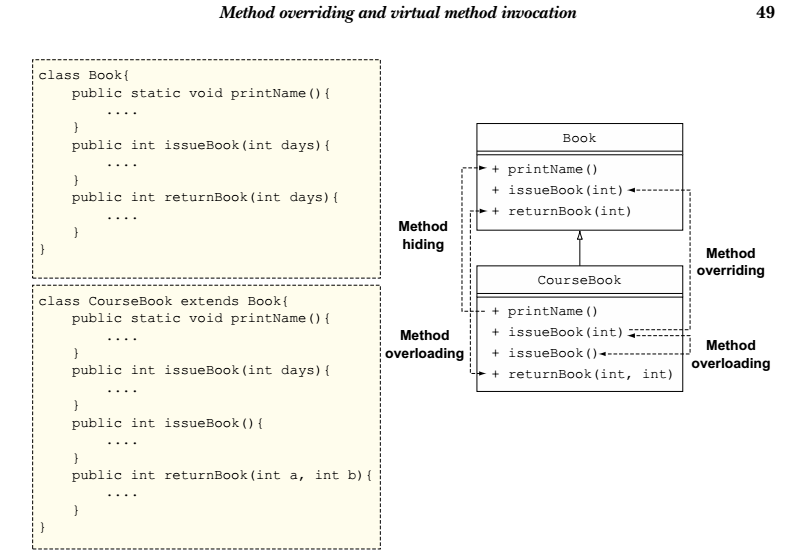 Method overriding and virtual method invocation 49
class Book{
public static void printName(){
....
}
public int issueBook(int days){
....
}
public int returnBook(int days){
....
}
}
class CourseBook extends Book{
public static void printName(){
....
}
public int issueBook(int days){
....
}
public int issueBook(){
....
}
public int returnBook(int a, int b){
....
}
}
Book
+ printName()
+ issueBook(int)
+ returnBook(int)
Method
hiding
Method
overriding
CourseBook
+ printName()
+ issueBook(int)
+ issueBook()
+ returnBook(int, int)
Method
overloading
Method
overloading